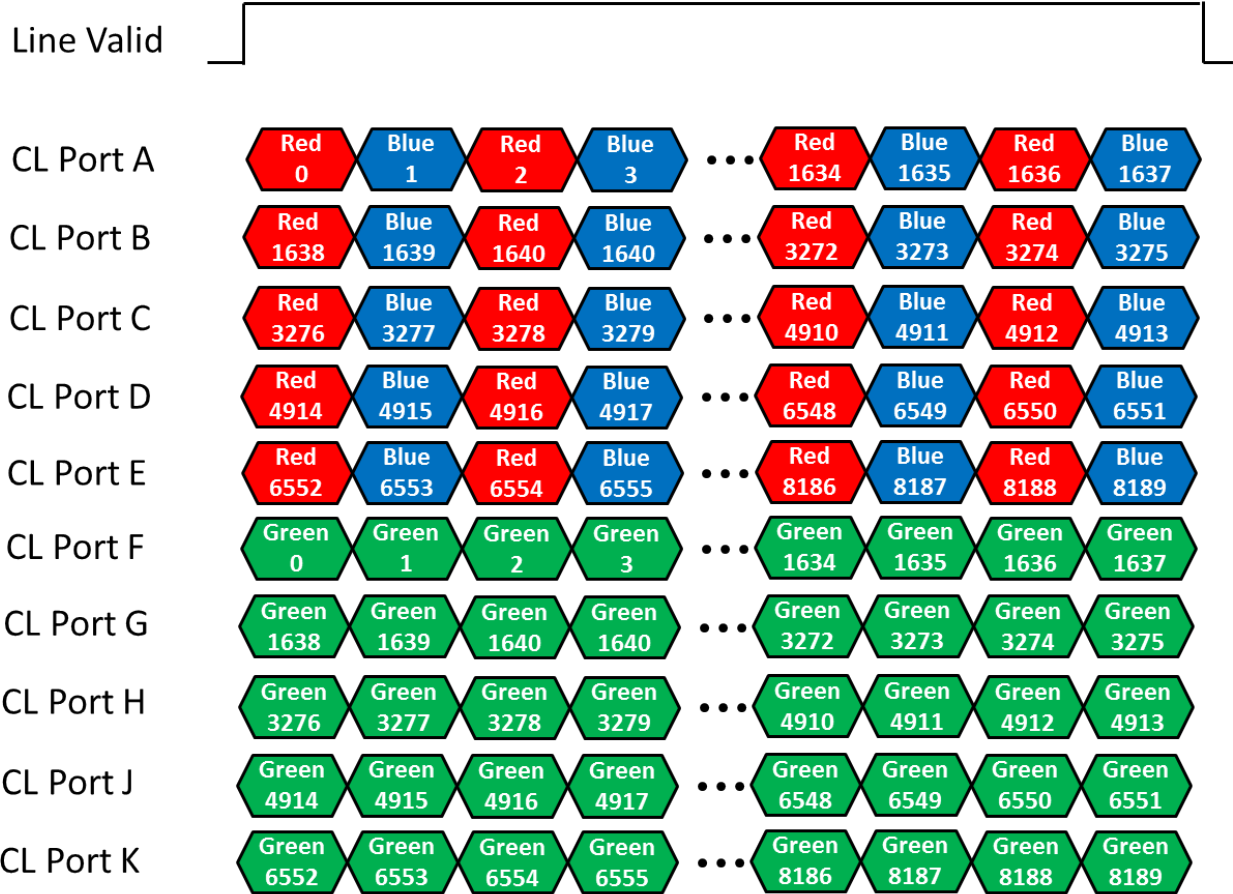 Line Valid
CL Port A
Red Blue Red Blue Red Blue Red Blue
0 1 2 3 ••• 1634 1635 1636 1637
CL Port B
Red Blue Red Blue Red Blue Red Blue
1638 1639 1640 1640 ••• 3272 3273 3274 3275
CL Port C
Red Blue Red Blue Red Blue Red Blue
3276 3277 3278 3279 ••• 4910 4911 4912 4913
CL Port D
Red Blue Red Blue Red Blue Red Blue
4914 4915 4916 4917 ••• 6548 6549 6550 6551
CL Port E
Red Blue Red Blue Red Blue Red Blue
6552 6553 6554 6555 ••• 8186 8187 8188 8189
CL Port F
Green Green Green Green Green Green Green Green
0 1 2 3 ••• 1634 1635 1636 1637
CL Port G
Green Green Green Green Green Green Green Green
1638 1639 1640 1640 ••• 3272 3273 3274 3275
CL Port H
Green Green Green Green Green Green Green Green
3276 3277 3278 3279 ••• 4910 4911 4912 4913
CL Port J
Green Green Green Green Green Green Green Green
4914 4915 4916 4917 ••• 6548 6549 6550 6551
CL Port K
Green Green Green Green Green Green Green Green
6552 6553 6554 6555 ••• 8186 8187 8188 8189